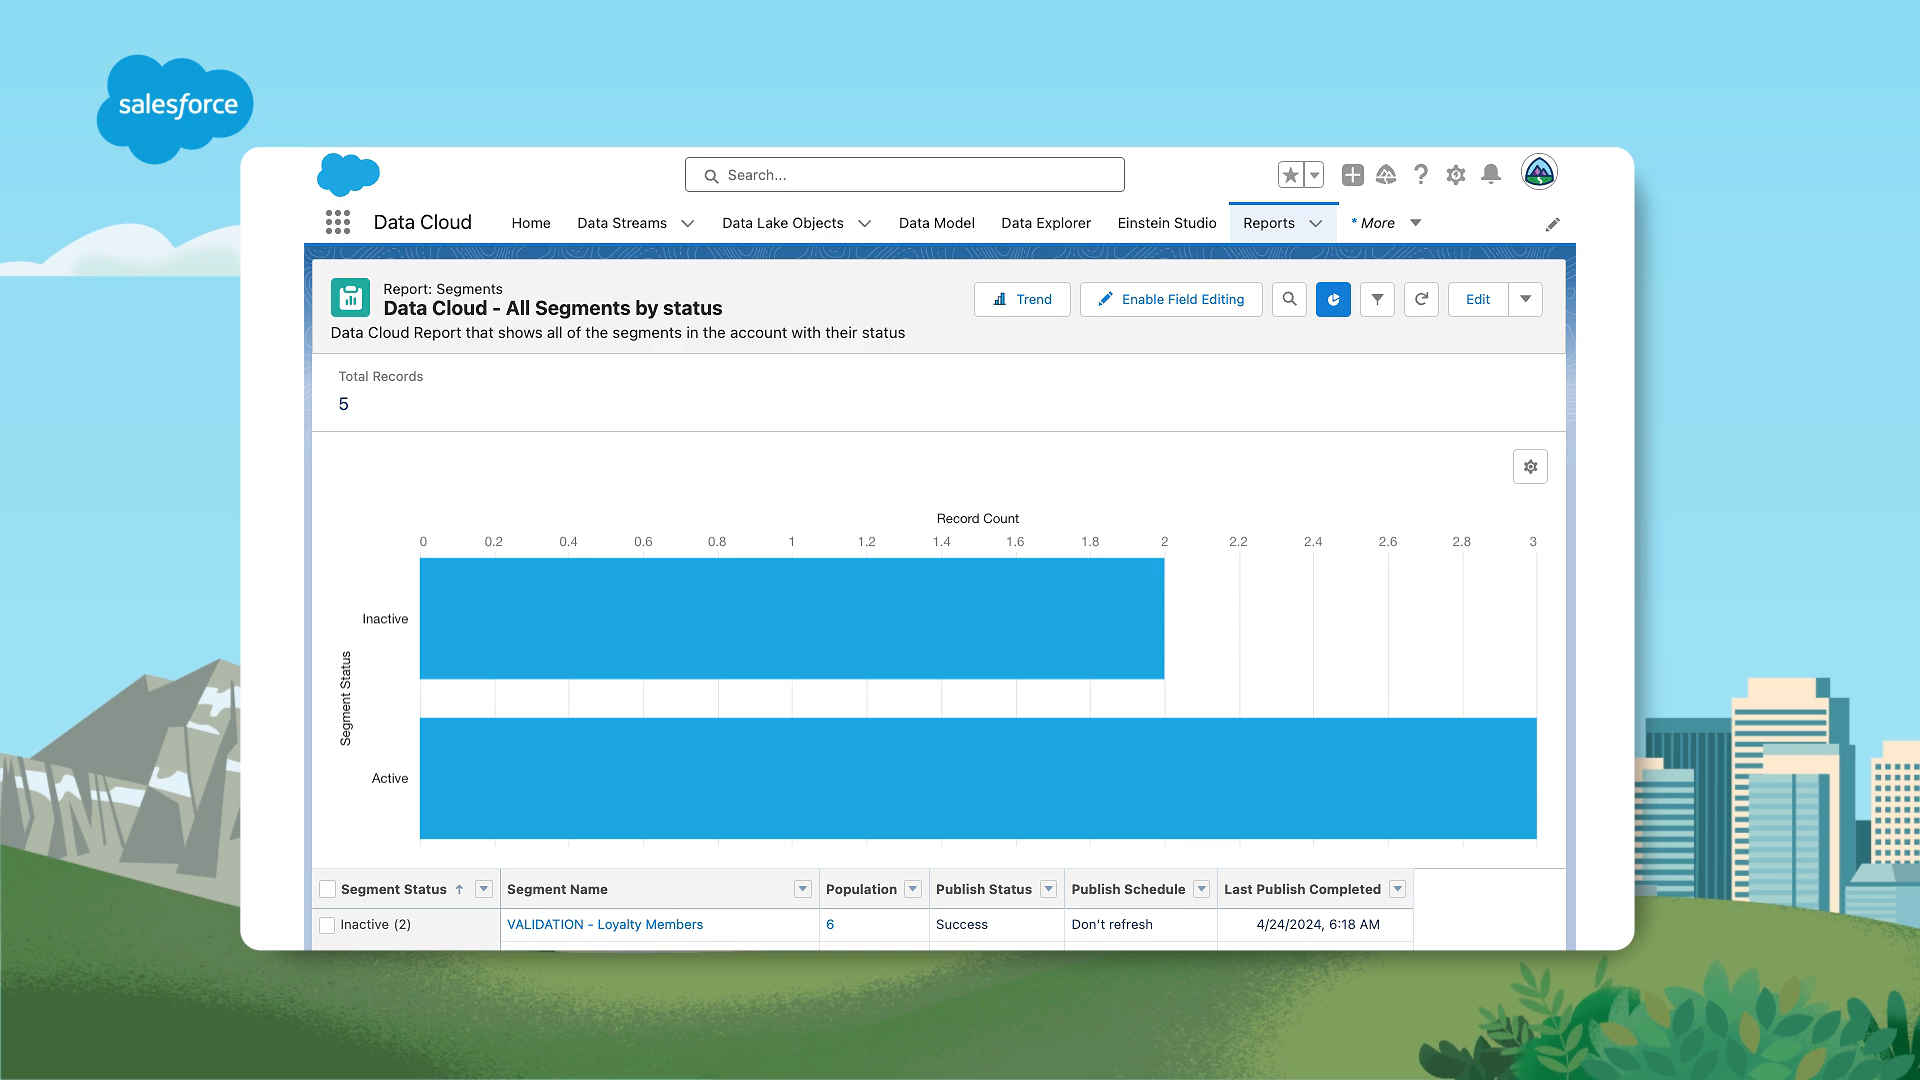 salesforce
Search...
Data Cloud
Home
Data Streams
Data Lake Objects
Data Model
Data Explorer
Einstein Studio
Reports
* More
Report: Segments
Data Cloud - All Segments by status
Data Cloud Report that shows all of the segments in the account with their status
Trend
Enable Field Editing
Edit
Total Records
5
Record Count
0 0.2 0.4 0.6 0.8 1 1.2 1.4 1.6 1.8 2 2.2 2.4 2.6 2.8 3
Segment Status
Inactive
Active
Segment Status ↑ Segment Name Population Publish Status Publish Schedule Last Publish Completed
Inactive (2) VALIDATION - Loyalty Members 6 Success Don't refresh 4/24/2024, 6:18 AM